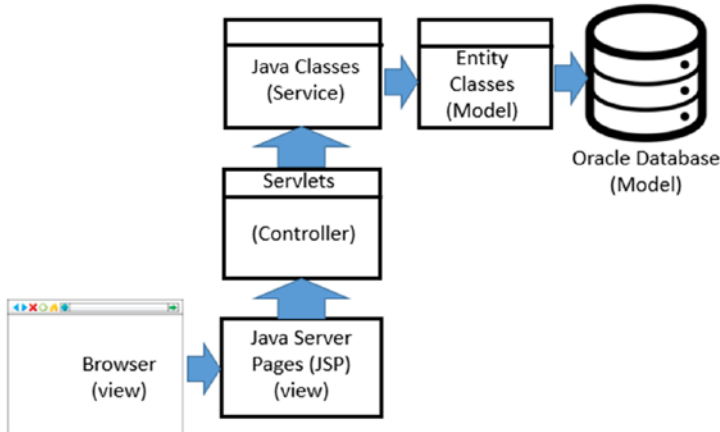 Java Classes
(Service)
Entity
Classes
(Model)
Oracle Database
(Model)
Servlets
(Controller)
Browser
(view)
Java Server
Pages (JSP)
(view)